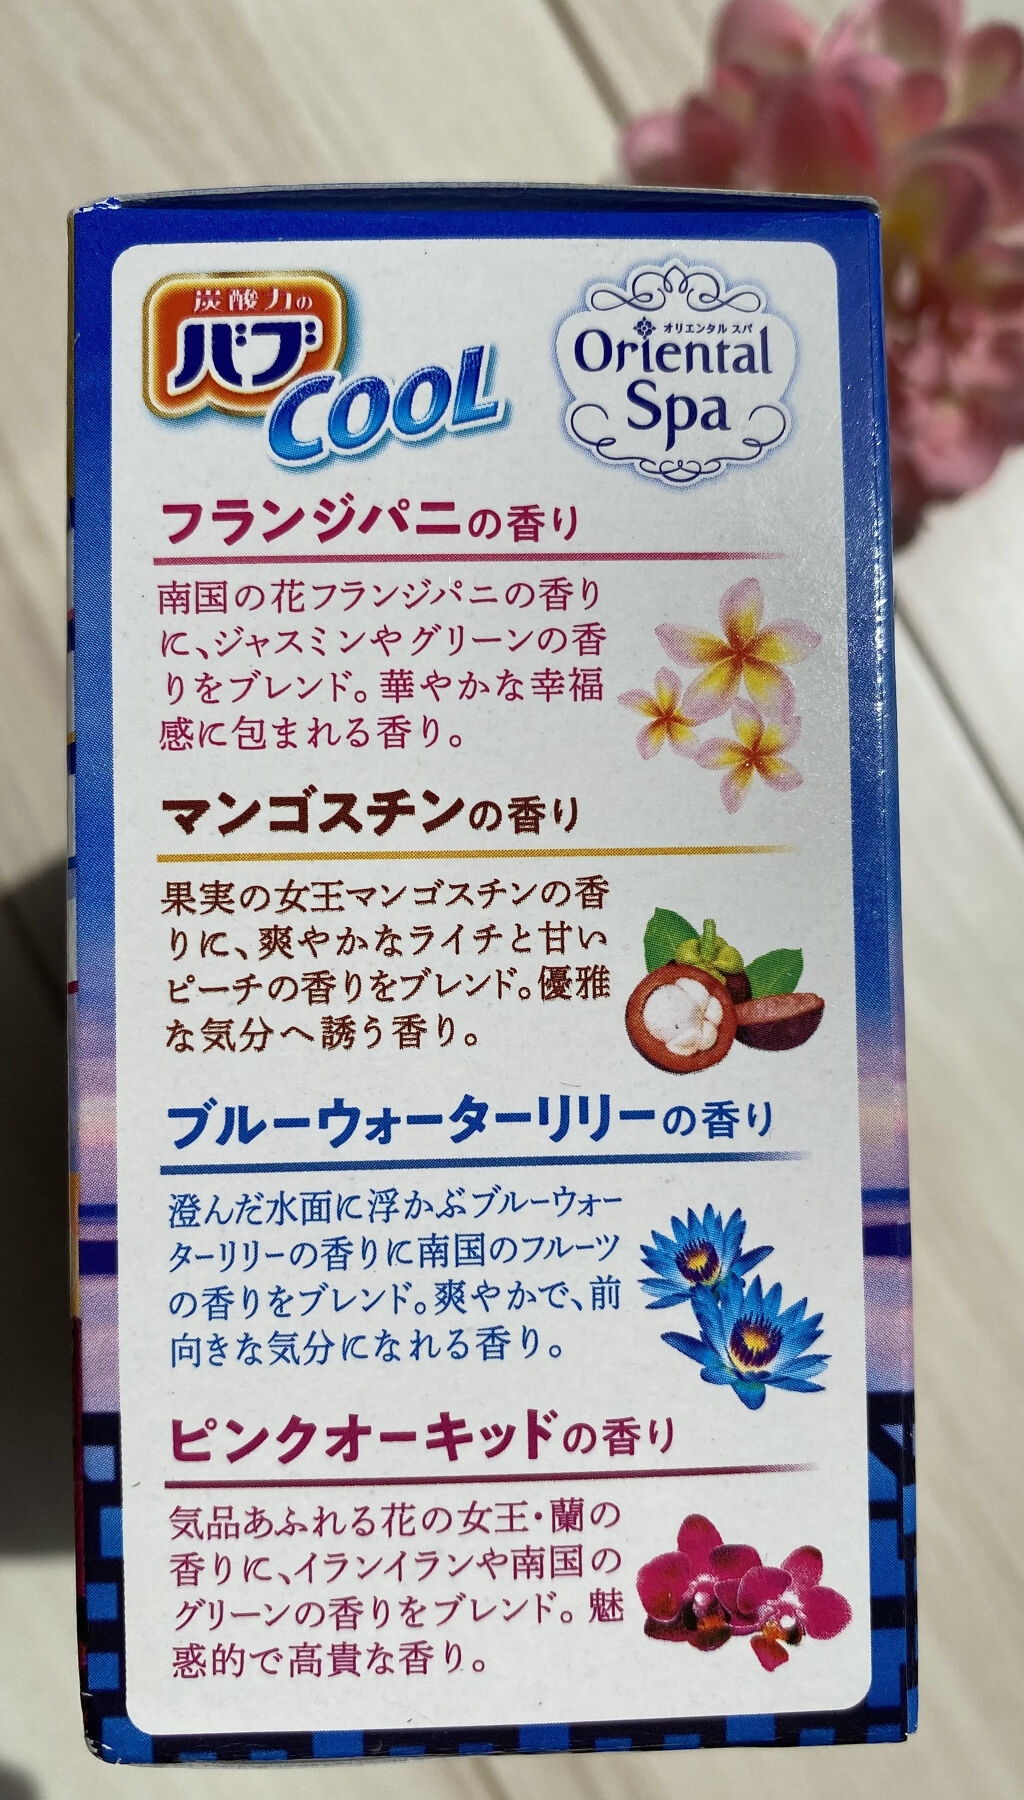 炭酸力の
バブ
COOL
オリエンタル スパ
Oriental
Spa
フランジパニの香り
南国の花フランジパニの香り
に、ジャスミンやグリーンの香
りをブレンド。華やかな幸福
感に包まれる香り。
マンゴスチンの香り
果実の女王マンゴスチンの香
りに、爽やかなライチと甘い
ピーチの香りをブレンド。優雅
な気分へ誘う香り。
ブルーウォーターリリーの香り
澄んだ水面に浮かぶブルーウォー
ターリリーの香りに南国のフルーツ
の香りをブレンド。爽やかで、前
向きな気分になれる香り。
ピンクオーキッドの香り
気品あふれる花の女王・蘭の
香りに、イランイランや南国の
グリーンの香りをブレンド。魅
惑的で高貴な香り。